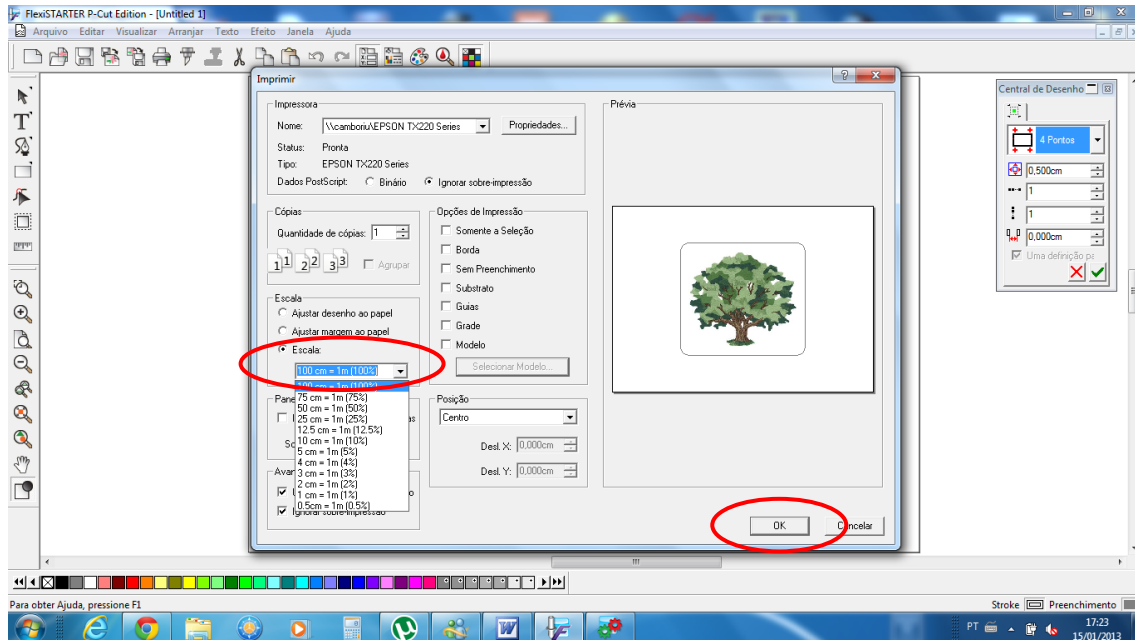 FlexiSTARTER P-Cut Edition - [Untitled 1]
Arquivo Editar Visualizar Arranjar Texto Efeito Janela Ajuda
Imprimir
Impressora
Nome: \\camboriu\EPSON TX220 Series Propriedades...
Status: Pronta
Tipo: EPSON TX220 Series
Dados PostScript: Binário Ignorar sobre-impressão
Cópias
Quantidade de cópias: 1
1 1 2 2 3 3 Agrupar
Escala
Ajustar desenho ao papel
Ajustar margem ao papel
Escala:
100 cm = 1m (100%)
100 cm = 1m (100%)
75 cm = 1m (75%)
50 cm = 1m (50%)
25 cm = 1m (25%)
12.5 cm = 1m (12.5%)
10 cm = 1m (10%)
5 cm = 1m (5%)
4 cm = 1m (4%)
3 cm = 1m (3%)
2 cm = 1m (2%)
1 cm = 1m (1%)
0.5cm = 1m (0.5%)
Ignorar sobre-impressão
Opções de Impressão
Somente a Seleção
Borda
Sem Preenchimento
Substrato
Guias
Grade
Modelo
Selecionar Modelo...
Posição
Centro
Desl. X: 0,000cm
Desl. Y: 0,000cm
Prévia
OK Cancelar
Central de Desenho
4 Pontos
0,500cm
1
1
0,000cm
Uma definição pa
Para obter Ajuda, pressione F1
Stroke Preenchimento
PT
17:23
15/01/2013